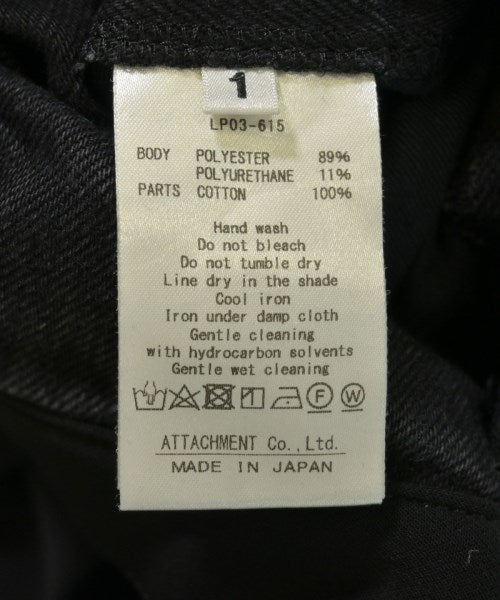 1
LP03-615
BODY POLYESTER 89%
POLYURETHANE 11%
PARTS COTTON 100%
Hand wash
Do not bleach
Do not tumble dry
Line dry in the shade
Cool iron
Iron under damp cloth
Gentle cleaning
with hydrocarbon solvents
Gentle wet cleaning
F W
ATTACHMENT Co., Ltd.
MADE IN JAPAN